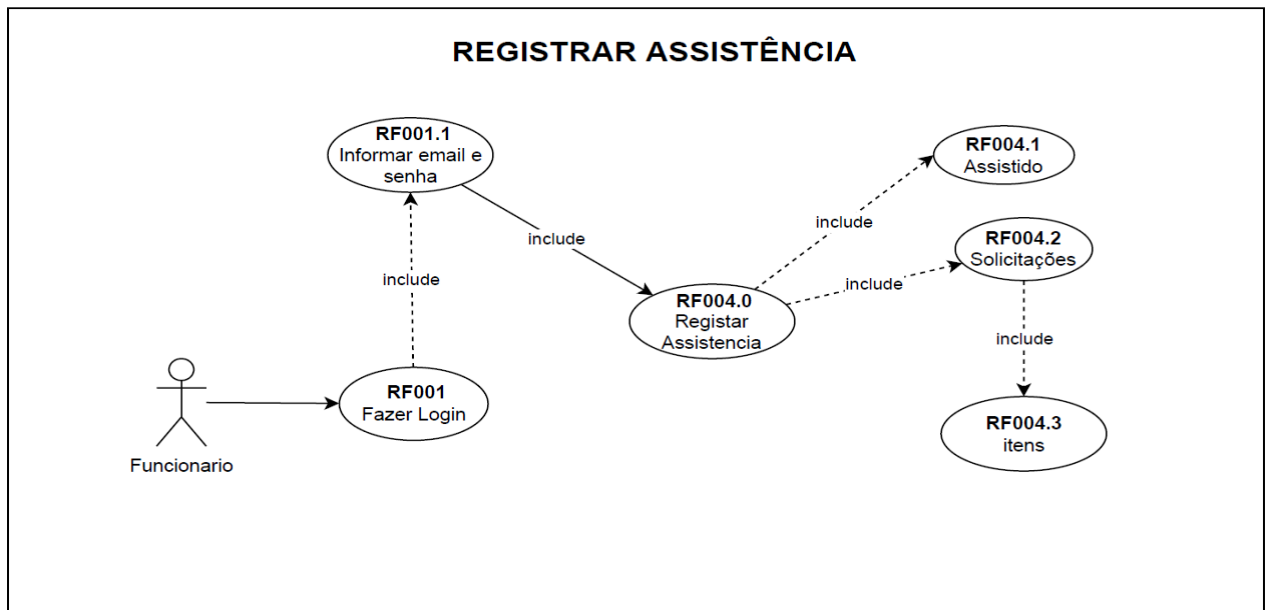 REGISTRAR ASSISTÊNCIA
RF001.1
Informar email e
senha
RF004.1
Assistido
include
include
RF004.2
Solicitações
include
include
RF004.0
Registar
Assistencia
include
RF001
Fazer Login
RF004.3
itens
Funcionario